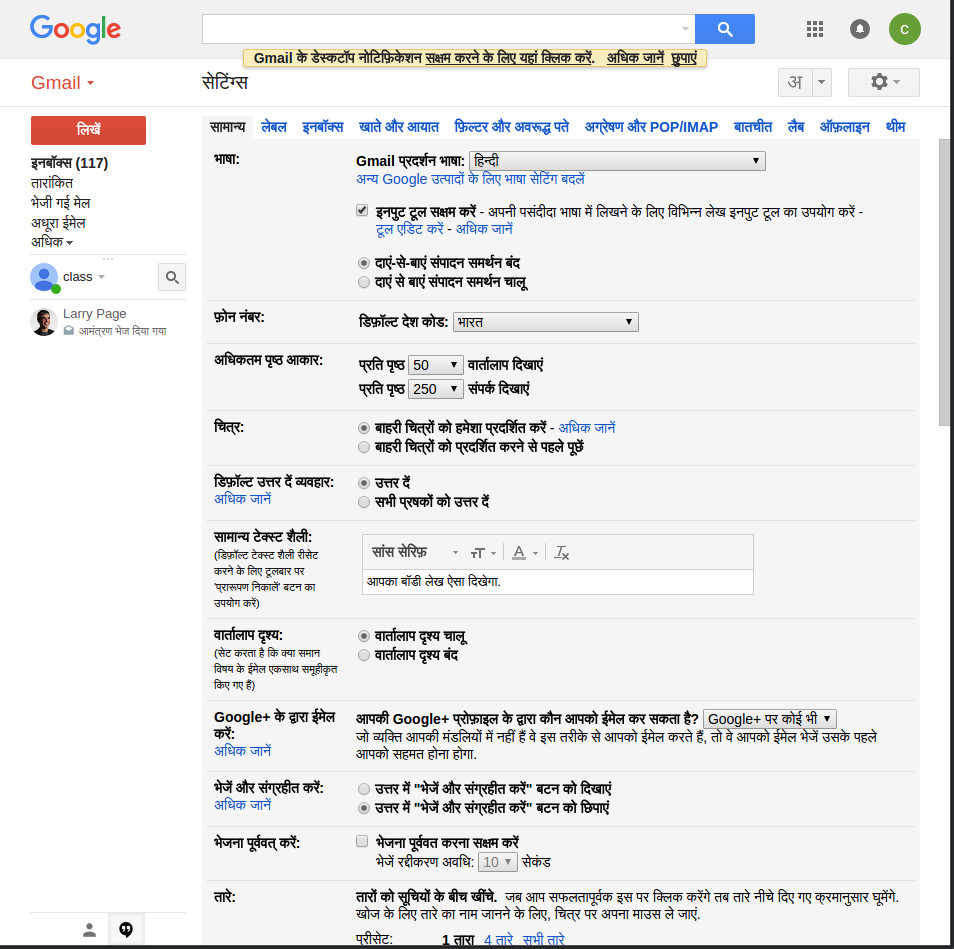 Google
C
Gmail के डेस्कटॉप नोटिफ़िकेशन सक्षम करने के लिए यहां क्लिक करें. अधिक जानें छुपाएं
Gmail
सेटिंग्स
अ
लिखें
इनबॉक्स (117)
तारांकित
भेजी गई मेल
अधूरा ईमेल
अधिक
class
Larry Page
आमंत्रण भेज दिया गया
सामान्य लेबल इनबॉक्स खाते और आयात फ़िल्टर और अवरूद्ध पते अग्रेषण और POP/IMAP बातचीत लैब ऑफ़लाइन थीम
भाषा:
Gmail प्रदर्शन भाषा: हिन्दी
अन्य Google उत्पादों के लिए भाषा सेटिंग बदलें
इनपुट टूल सक्षम करें - अपनी पसंदीदा भाषा में लिखने के लिए विभिन्न लेख इनपुट टूल का उपयोग करें -
टूल एडिट करें - अधिक जानें
दाएं-से-बाएं संपादन समर्थन बंद
दाएं से बाएं संपादन समर्थन चालू
फ़ोन नंबर:
डिफ़ॉल्ट देश कोड: भारत
अधिकतम पृष्ठ आकार:
प्रति पृष्ठ 50 वार्तालाप दिखाएं
प्रति पृष्ठ 250 संपर्क दिखाएं
चित्र:
बाहरी चित्रों को हमेशा प्रदर्शित करें - अधिक जानें
बाहरी चित्रों को प्रदर्शित करने से पहले पूछें
डिफ़ॉल्ट उत्तर दें व्यवहार:
अधिक जानें
उत्तर दें
सभी प्रषकों को उत्तर दें
सामान्य टेक्स्ट शैली:
(डिफ़ॉल्ट टेक्स्ट शैली रीसेट
करने के लिए टूलबार पर
'प्रारूपण निकालें' बटन का
उपयोग करें)
सांस सेरिफ़
आपका बॉडी लेख ऐसा दिखेगा.
वार्तालाप दृश्य:
(सेट करता है कि क्या समान
विषय के ईमेल एकसाथ समूहीकृत
किए गए हैं)
वार्तालाप दृश्य चालू
वार्तालाप दृश्य बंद
Google+ के द्वारा ईमेल
करें:
अधिक जानें
आपकी Google+ प्रोफ़ाइल के द्वारा कौन आपको ईमेल कर सकता है? Google+ पर कोई भी
जो व्यक्ति आपकी मंडलियों में नहीं हैं वे इस तरीके से आपको ईमेल करते हैं, तो वे आपको ईमेल भेजें उसके पहले
आपको सहमत होना होगा.
भेजें और संग्रहीत करें:
अधिक जानें
उत्तर में "भेजें और संग्रहीत करें" बटन को दिखाएं
उत्तर में "भेजें और संग्रहीत करें" बटन को छिपाएं
भेजना पूर्ववत् करें:
भेजना पूर्ववत करना सक्षम करें
भेजें रद्दीकरण अवधि: 10 सेकंड
तारे:
तारों को सूचियों के बीच खींचे. जब आप सफलतापूर्वक इस पर क्लिक करेंगे तब तारे नीचे दिए गए क्रमानुसार घूमेंगे.
खोज के लिए तारे का नाम जानने के लिए, चित्र पर अपना माउस ले जाएं.
प्रीसेट: 1 तारा 4 तारे सभी तारे